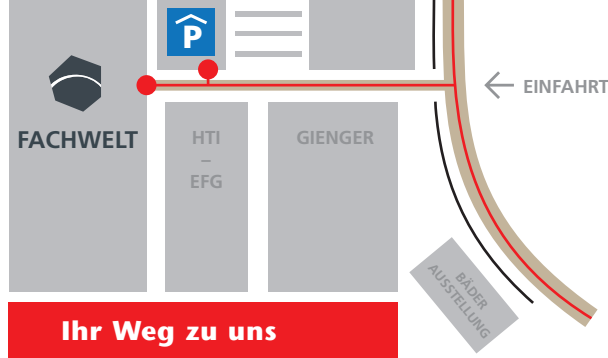 P
EINFAHRT
FACHWELT
HTI
–
EFG
GIENGER
BÄDER
AUSSTELLUNG
Ihr Weg zu uns